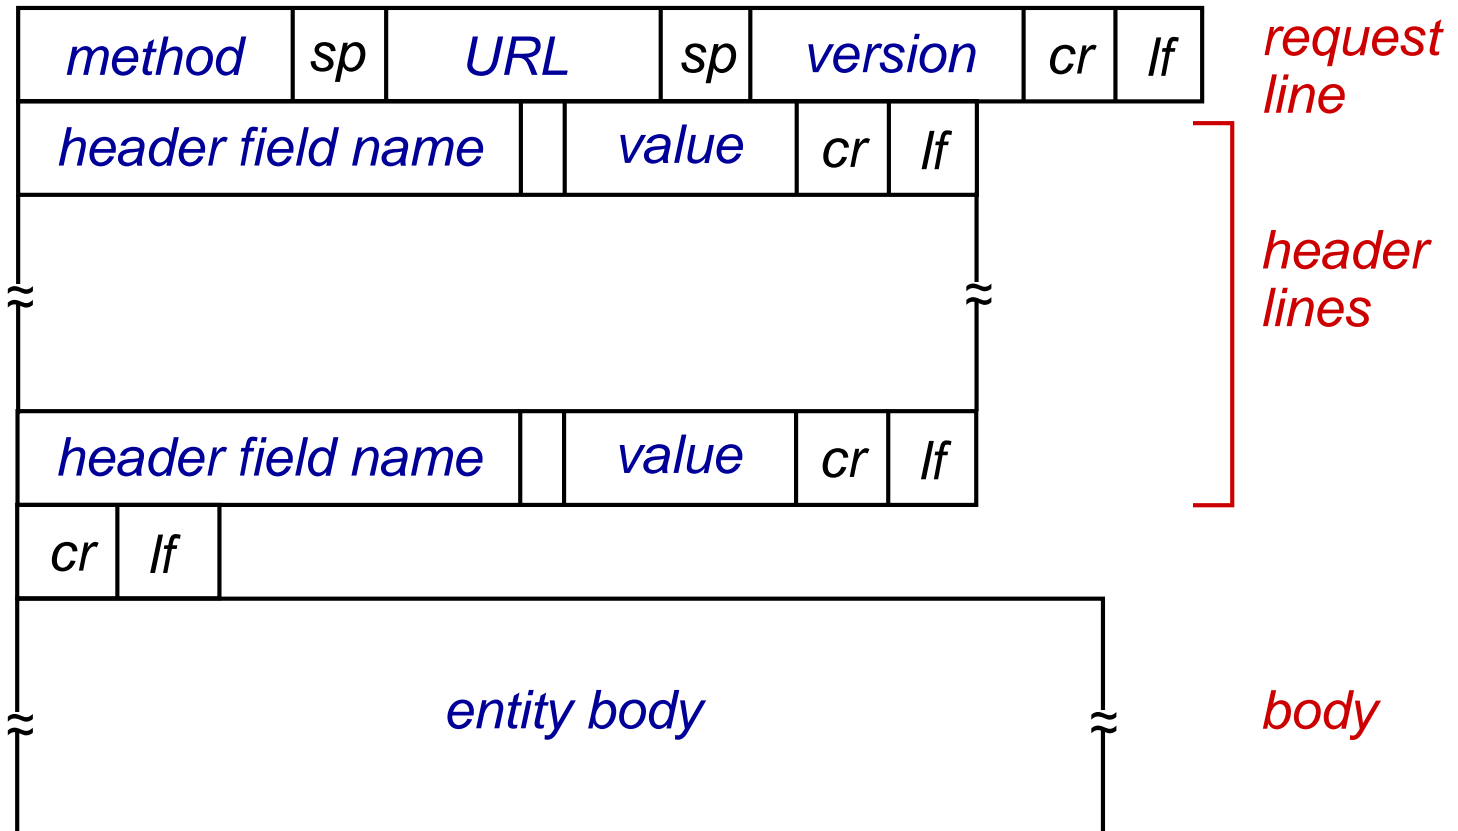 method sp URL sp version cr lf
request
line
header field name value cr lf
header
lines
header field name value cr lf
cr lf
entity body
body